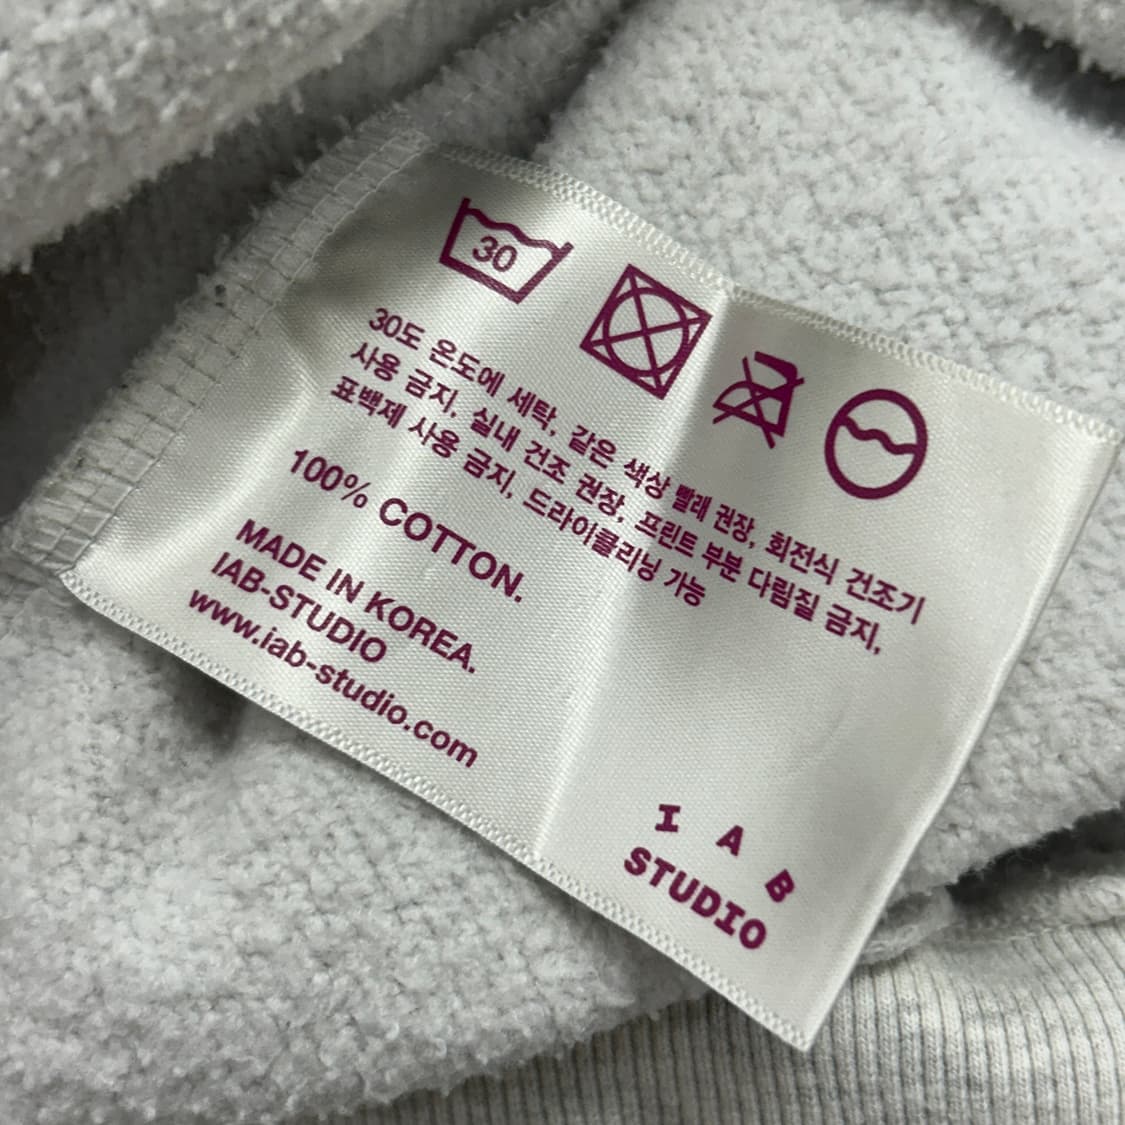 30
30도 온도에 세탁, 같은 색상 빨래 권장, 회전식 건조기
사용 금지, 실내 건조 권장, 프린트 부분 다림질 금지,
표백제 사용 금지, 드라이클리닝 가능
100% COTTON.
MADE IN KOREA.
IAB-STUDIO
www.iab-studio.com
I A B
STUDIO